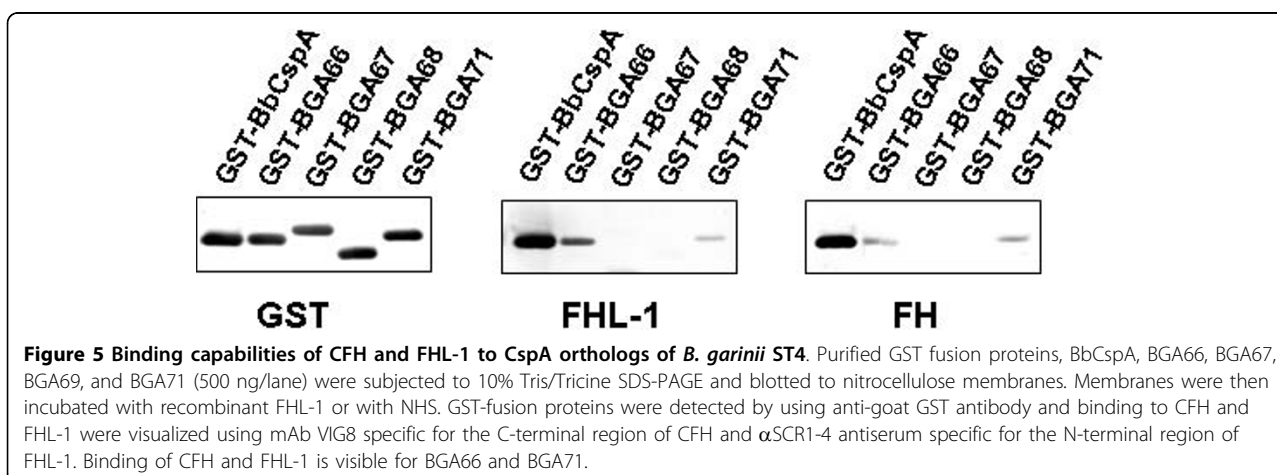 GST-BbCspA
GST-BGA66
GST-BGA67
GST-BGA68
GST-BGA71
GST-BbCspA
GST-BGA66
GST-BGA67
GST-BGA68
GST-BGA71
GST-BbCspA
GST-BGA66
GST-BGA67
GST-BGA68
GST-BGA71
GST
FHL-1
FH
Figure 5 Binding capabilities of CFH and FHL-1 to CspA orthologs of B. garinii ST4. Purified GST fusion proteins, BbCspA, BGA66, BGA67,
BGA69, and BGA71 (500 ng/lane) were subjected to 10% Tris/Tricine SDS-PAGE and blotted to nitrocellulose membranes. Membranes were then
incubated with recombinant FHL-1 or with NHS. GST-fusion proteins were detected by using anti-goat GST antibody and binding to CFH and
FHL-1 were visualized using mAb VIG8 specific for the C-terminal region of CFH and αSCR1-4 antiserum specific for the N-terminal region of
FHL-1. Binding of CFH and FHL-1 is visible for BGA66 and BGA71.